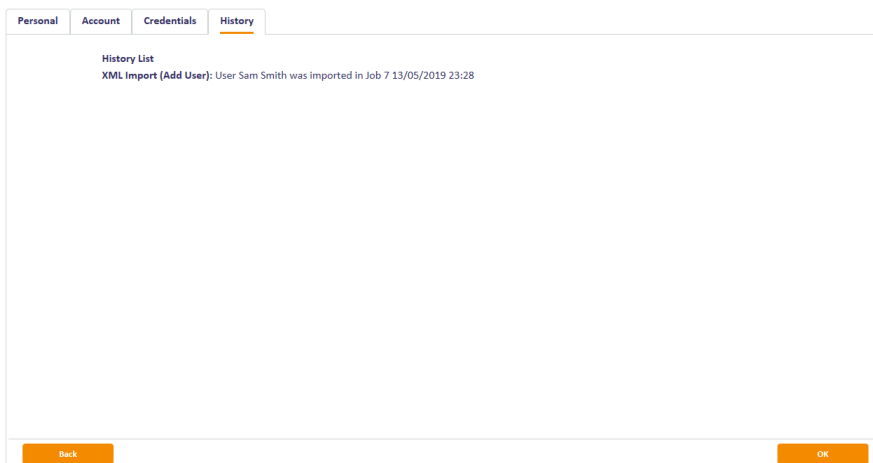 Personal Account Credentials History
History List
XML Import (Add User): User Sam Smith was imported in Job 7 13/05/2019 23:28
Back OK